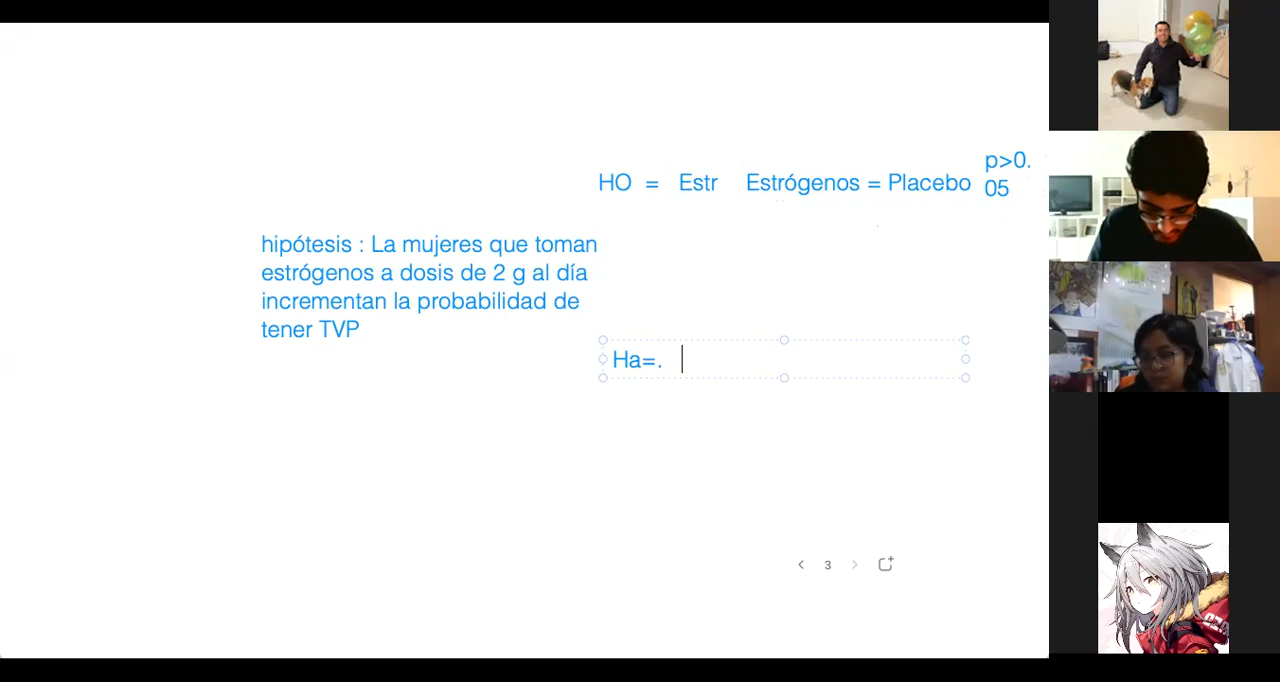 HO = Estr Estrógenos = Placebo
p>0.
05
hipótesis : La mujeres que toman
estrógenos a dosis de 2 g al día
incrementan la probabilidad de
tener TVP
Ha=.
3